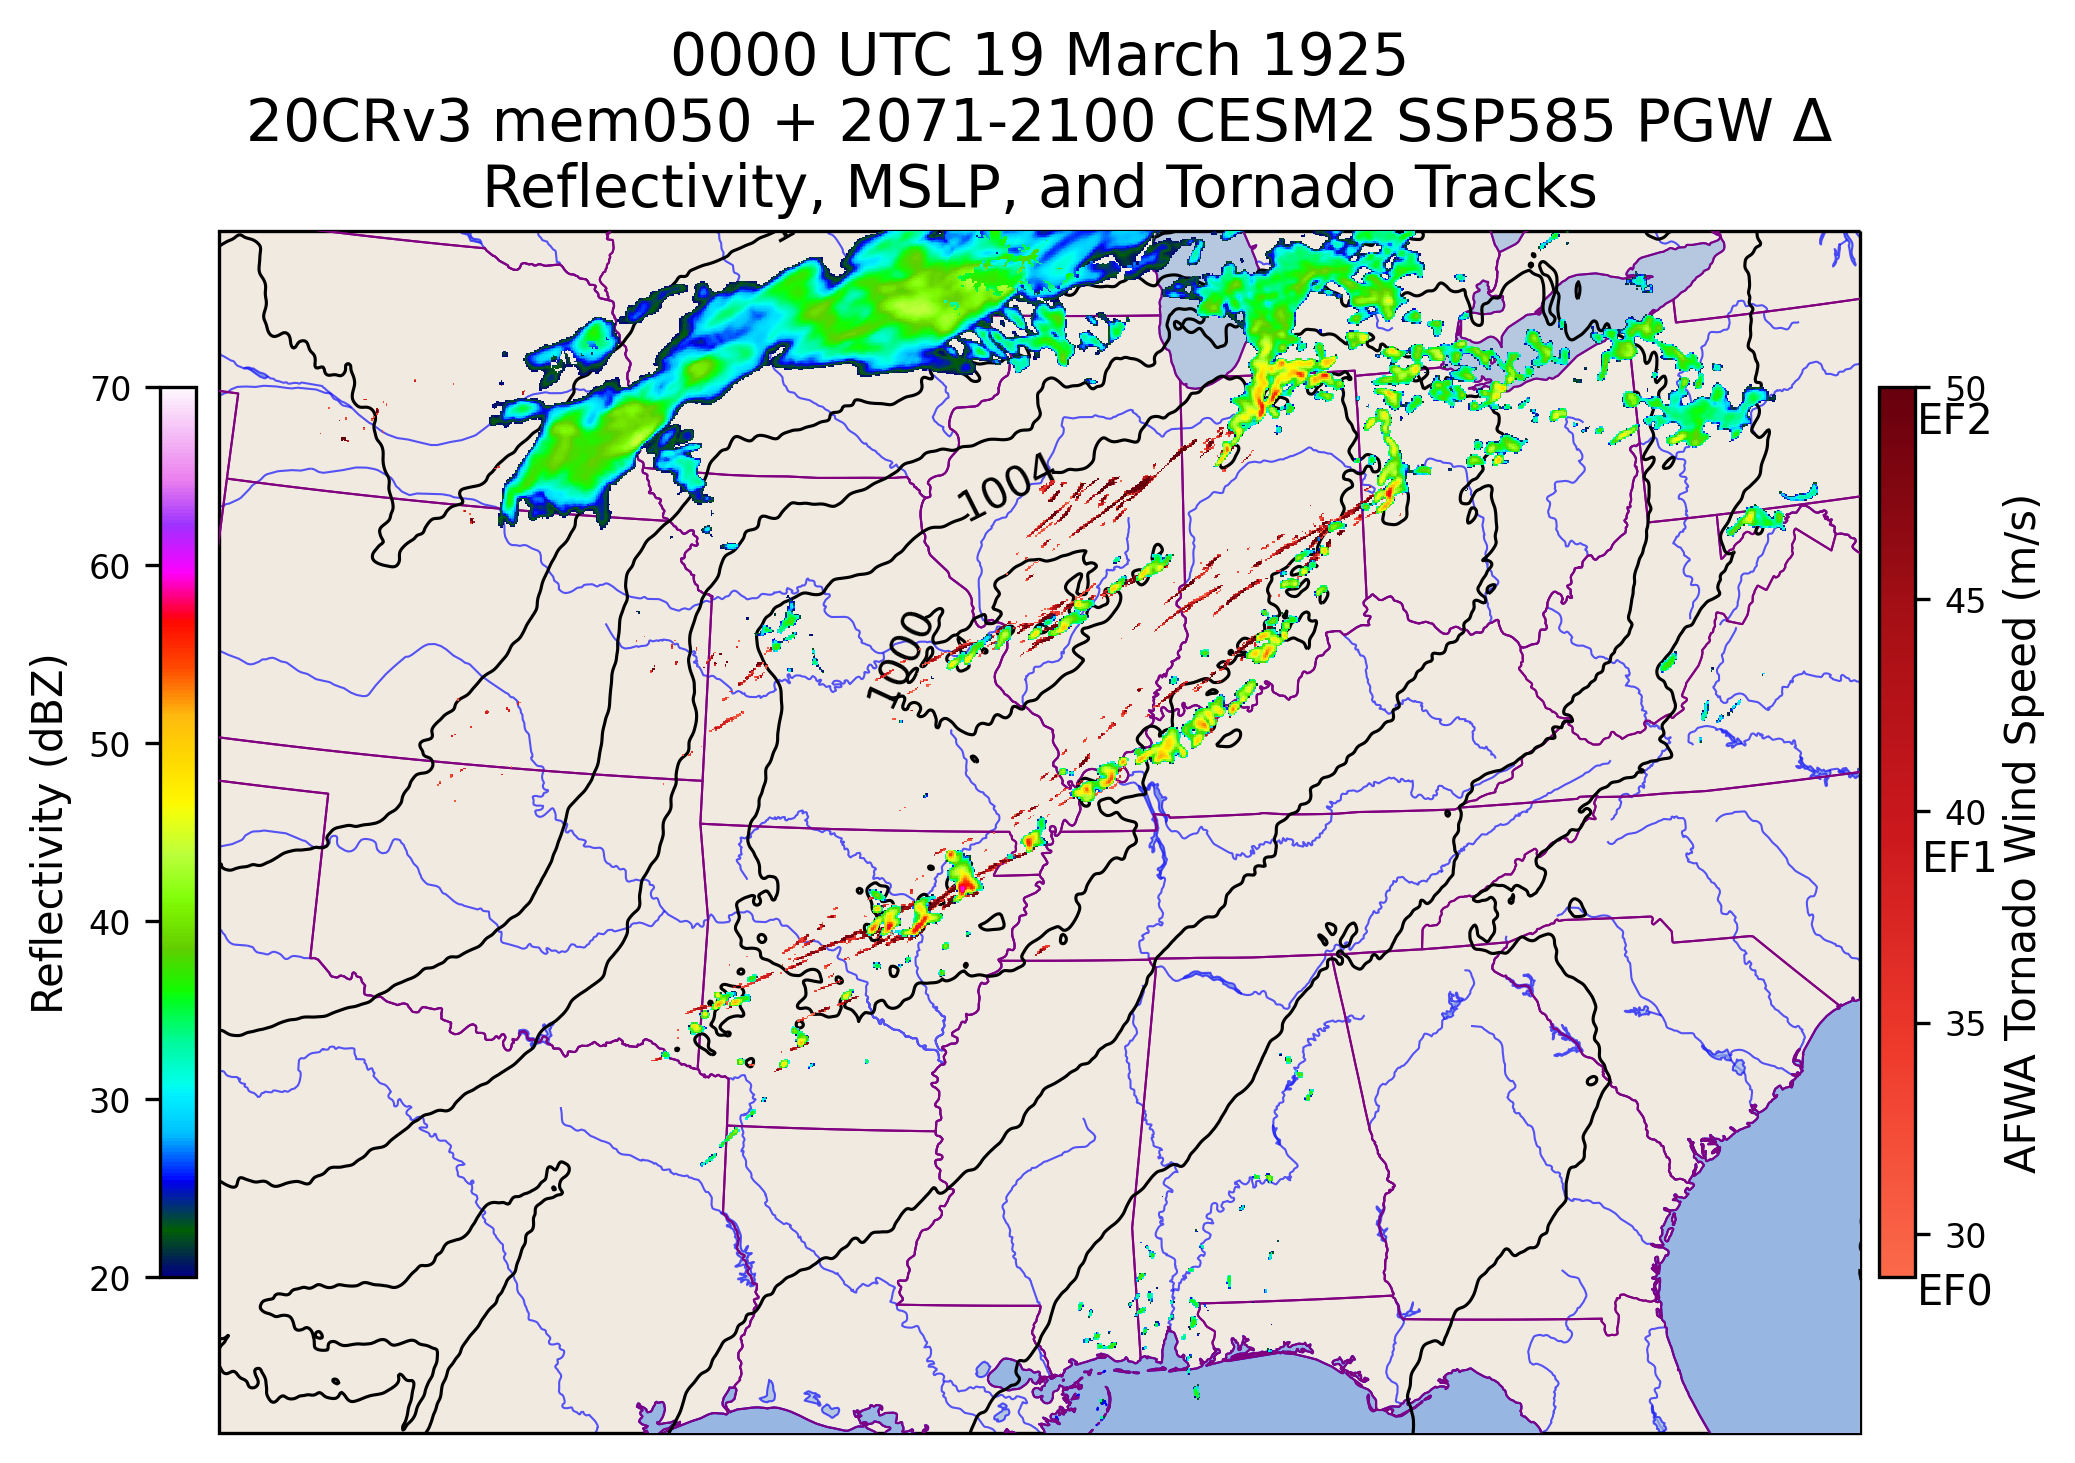 0000 UTC 19 March 1925
20CRv3 mem050 + 2071-2100 CESM2 SSP585 PGW Δ
Reflectivity, MSLP, and Tornado Tracks
70
60
50
40
30
20
Reflectivity (dBZ)
1004
1000
50
EF2
45
40
EF1
35
30
EF0
AFWA Tornado Wind Speed (m/s)